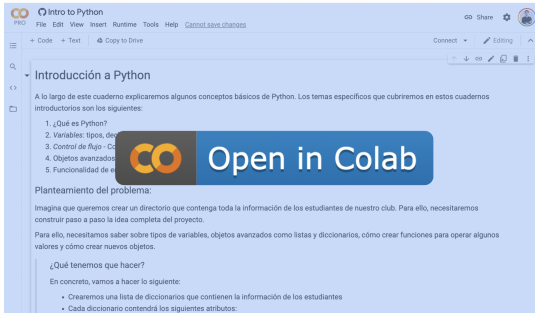 CO Intro to Python
PRO File Edit View Insert Runtime Tools Help Cannot save changes
Share
+ Code + Text Copy to Drive
Connect Editing
Introducción a Python
A lo largo de este cuaderno explicaremos algunos conceptos básicos de Python. Los temas específicos que cubriremos en estos cuadernos
introductorios son los siguientes:
1. ¿Qué es Python?
2. Variables: tipos,
3. Control de flujo -
4. Objetos avanzados
5. Funcionalidad de
Open in Colab
Planteamiento del problema:
Imagina que queremos crear un directorio que contenga toda la información de los estudiantes de nuestro club. Para ello, necesitaremos
construir paso a paso la idea completa del proyecto.
Para ello, necesitamos saber sobre tipos de variables, objetos avanzados como listas y diccionarios, cómo crear funciones para operar algunos
valores y cómo crear nuevos objetos.
¿Qué tenemos que hacer?
En concreto, vamos a hacer lo siguiente:
• Crearemos una lista de diccionarios que contienen la información de los estudiantes
• Cada diccionario contendrá los siguientes atributos: